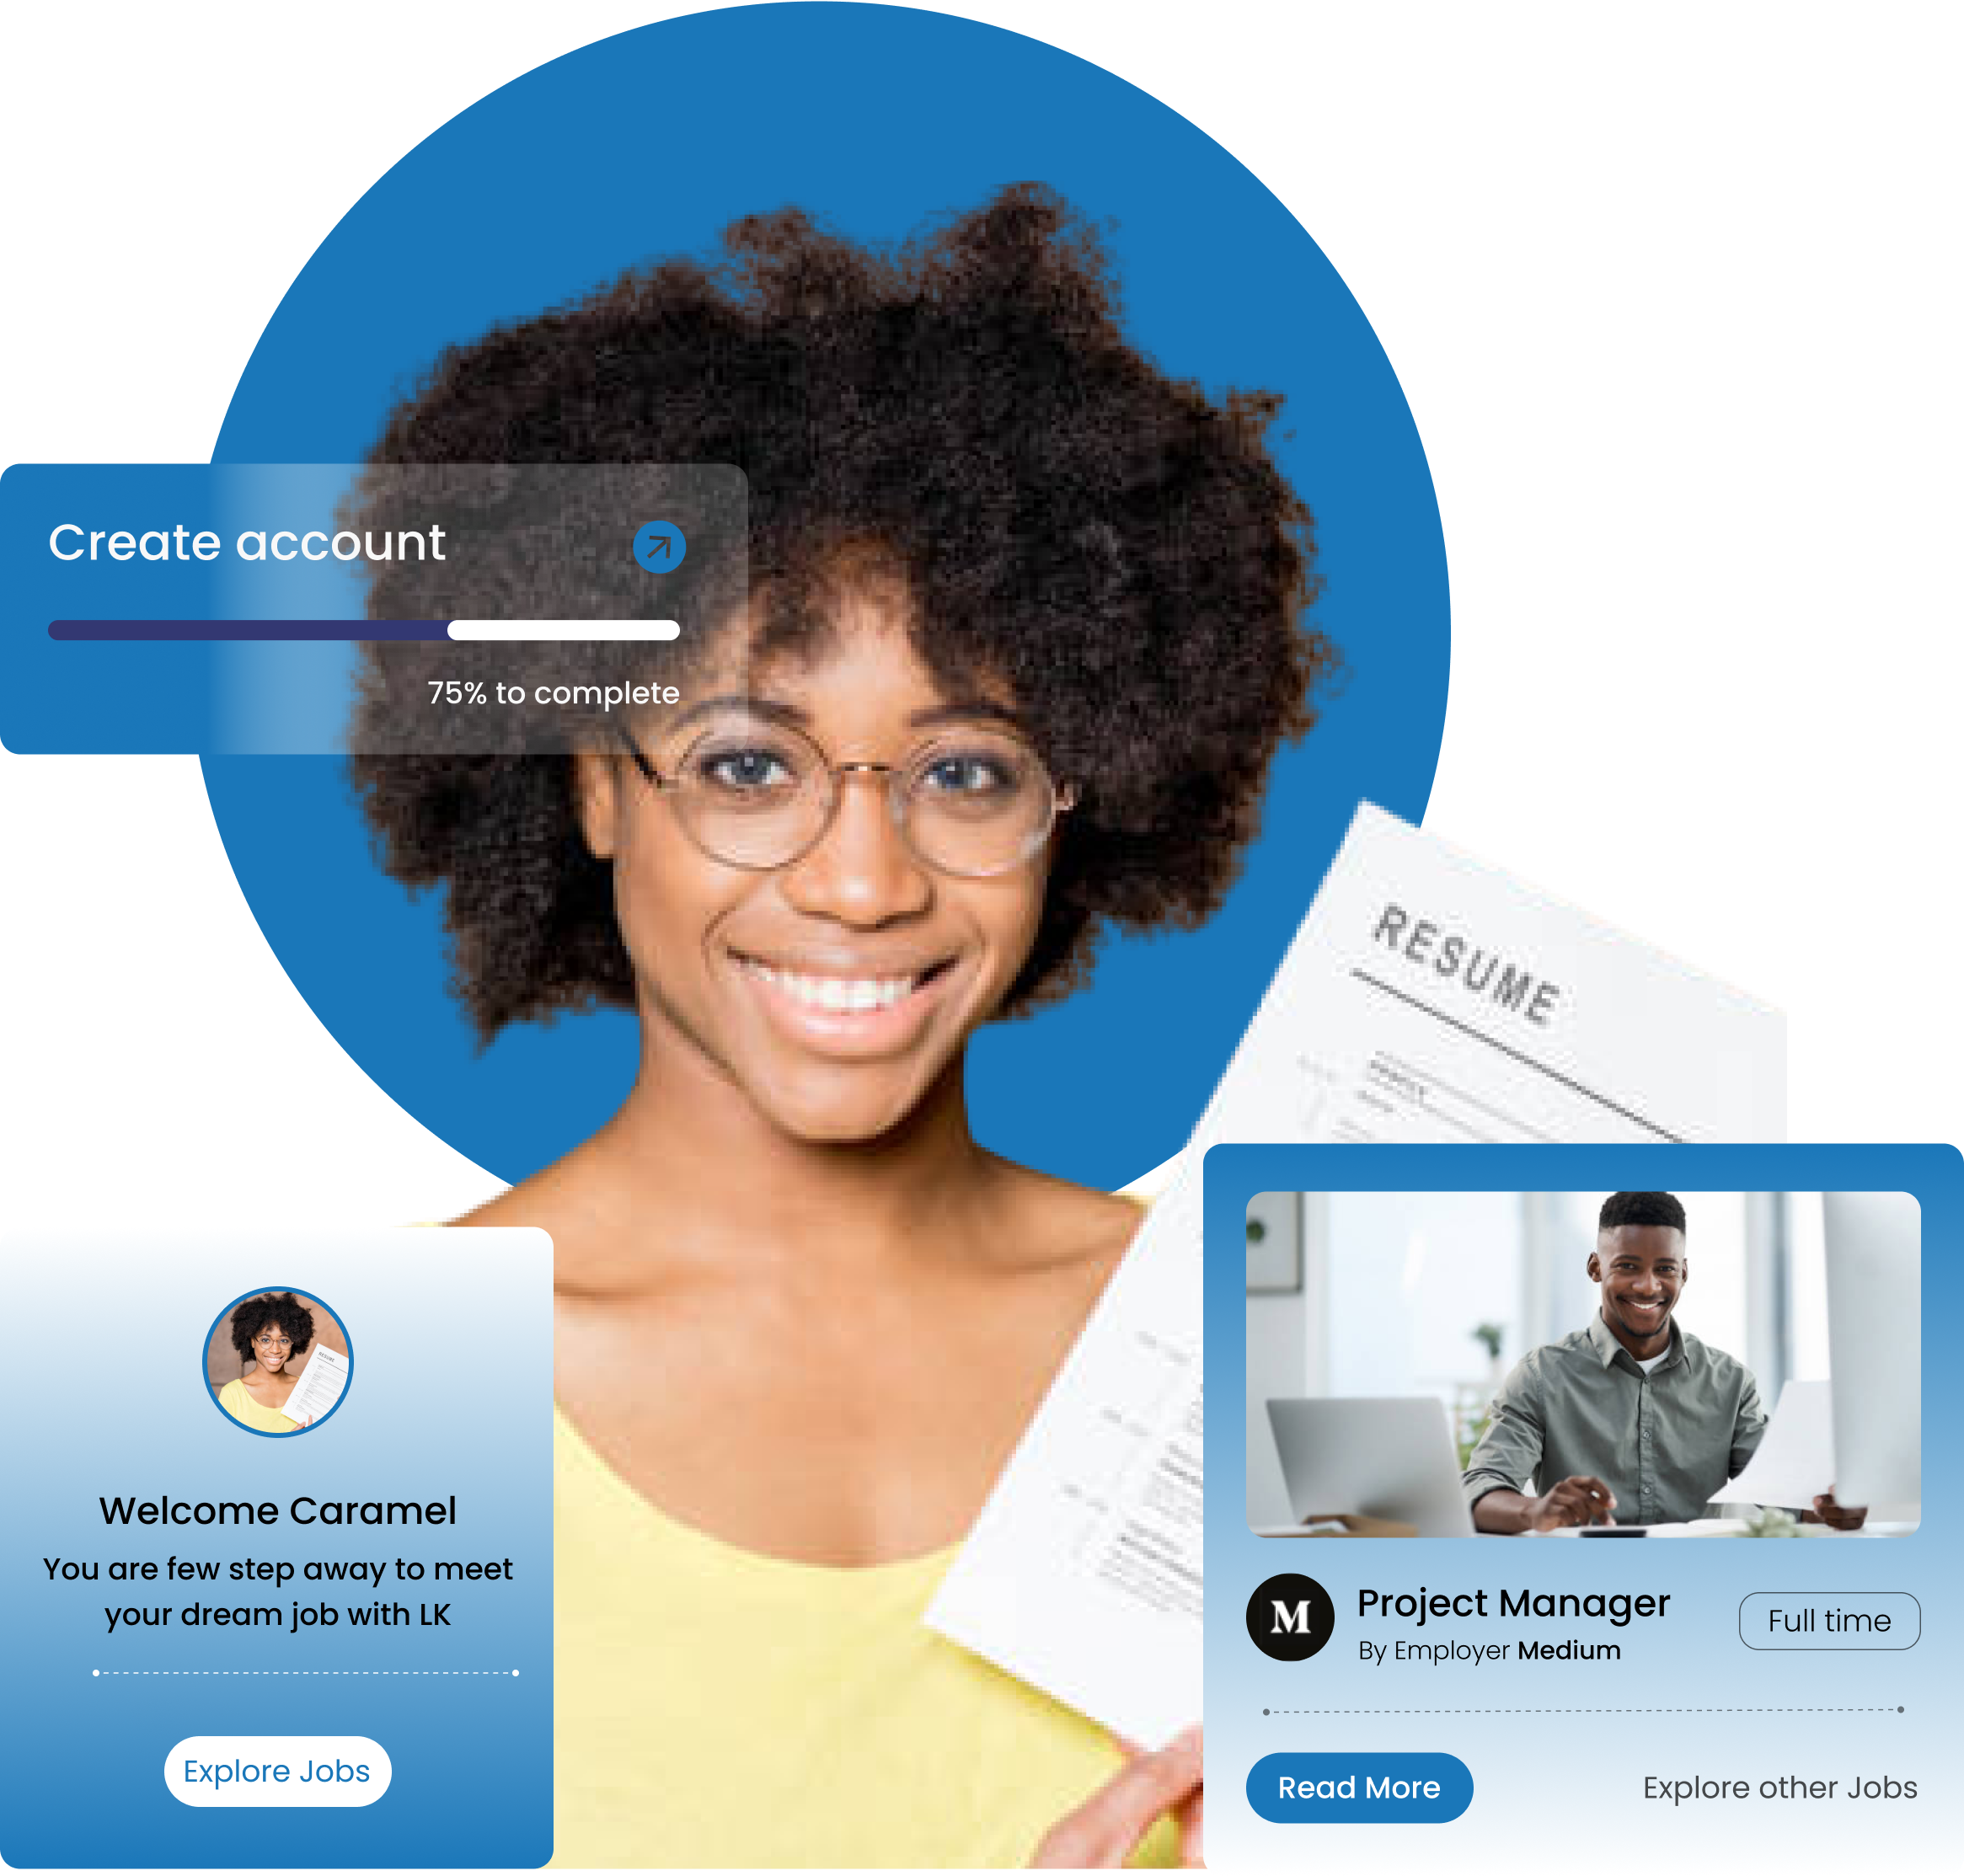 Create account
75% to complete
RESUME
Welcome Caramel
You are few step away to meet
your dream job with LK
Explore Jobs
M
Project Manager
By Employer Medium
Full time
Read More
Explore other Jobs